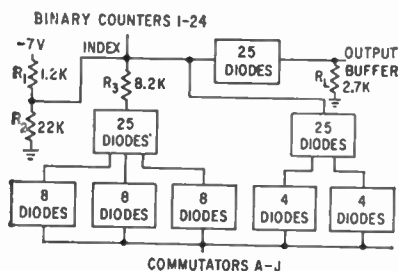 BINARY COUNTERS 1-24
-7V
INDEX
R1
1.2K
R2
22K
R3
8.2K
25
DIODES
OUTPUT
BUFFER
RL
2.7K
25
DIODES'
25
DIODES
8
DIODES
8
DIODES
8
DIODES
4
DIODES
4
DIODES
COMMUTATORS A-J